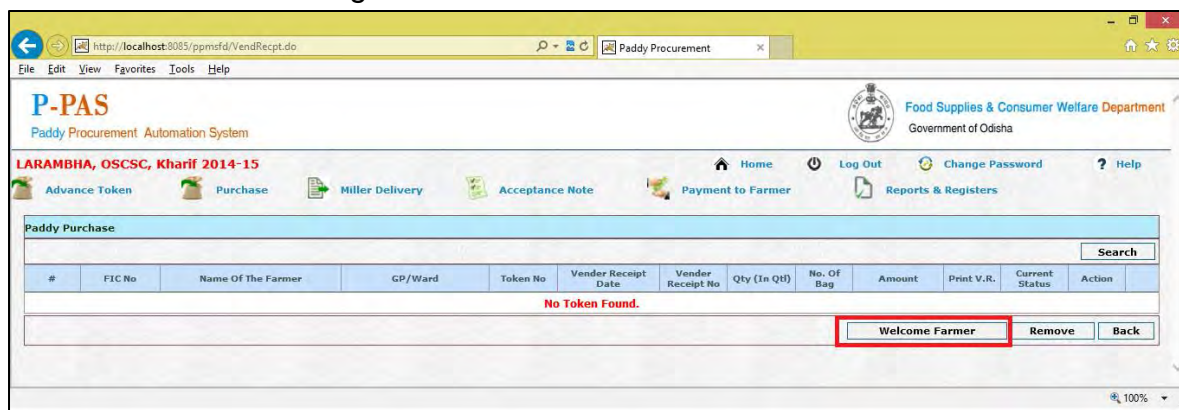 http://localhost:8085/ppmsfd/VendRecpt.do
Paddy Procurement
File Edit View Favorites Tools Help
P-PAS
Paddy Procurement Automation System
Food Supplies & Consumer Welfare Department
Government of Odisha
LARAMBHA, OSCSC, Kharif 2014-15
Home Log Out Change Password ? Help
Advance Token Purchase Miller Delivery Acceptance Note Payment to Farmer Reports & Registers
Paddy Purchase
Search
# FIC No Name Of The Farmer GP/Ward Token No Vender Receipt Date Vender Receipt No Qty (In Qtl) No. Of Bag Amount Print V.R. Current Status Action
No Token Found.
Welcome Farmer Remove Back
100%